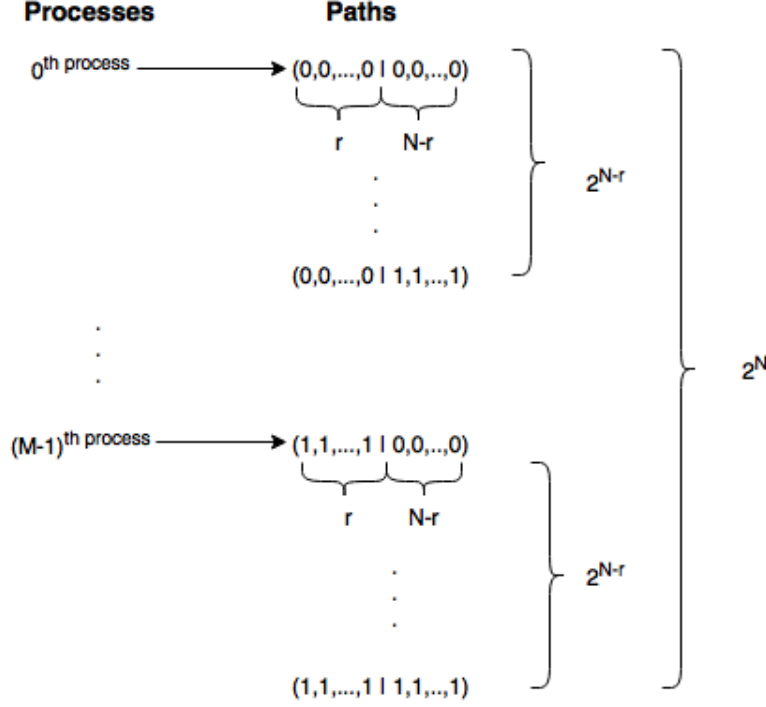 Processes Paths
0th process (0,0,...,0 | 0,0,..,0)
r N-r
2N-r
.
.
.
(0,0,...,0 | 1,1,..,1)
.
.
.
2N
(M-1)th process (1,1,...,1 | 0,0,..,0)
r N-r
.
2N-r
.
.
(1,1,...,1 | 1,1,..,1)